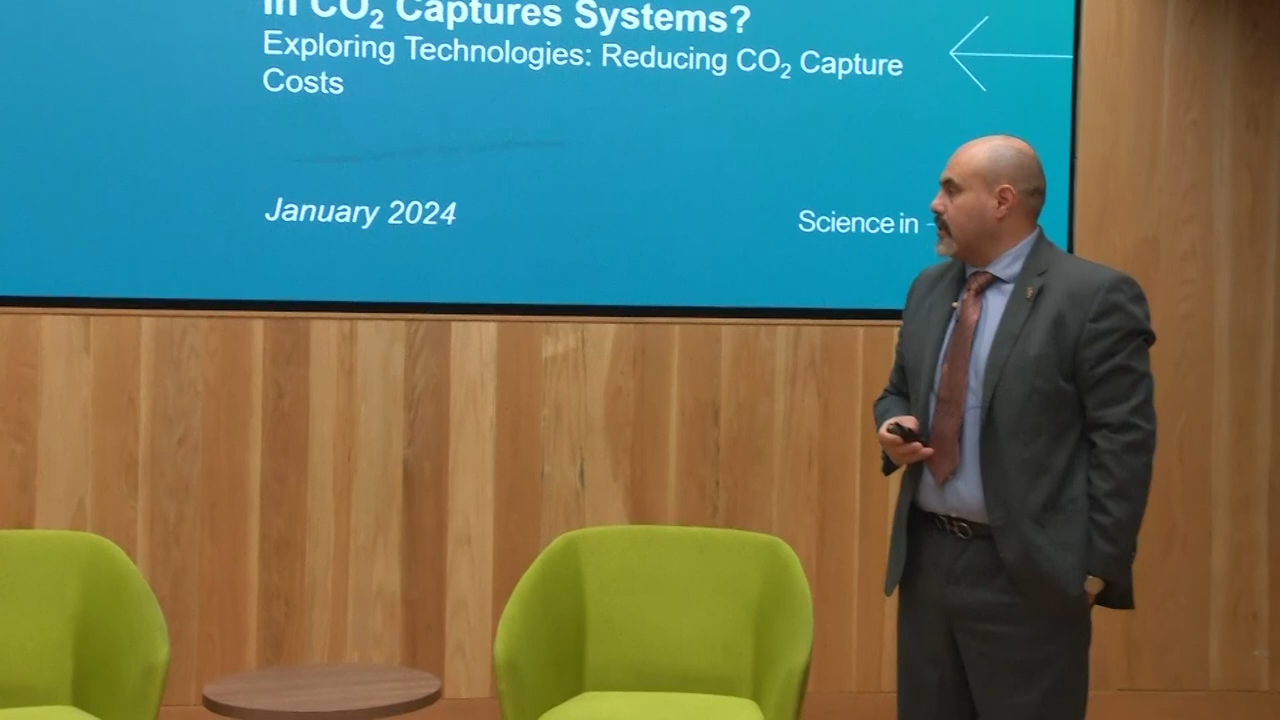 in CO₂ Captures Systems?
Exploring Technologies: Reducing CO₂ Capture
Costs
January 2024
Science in